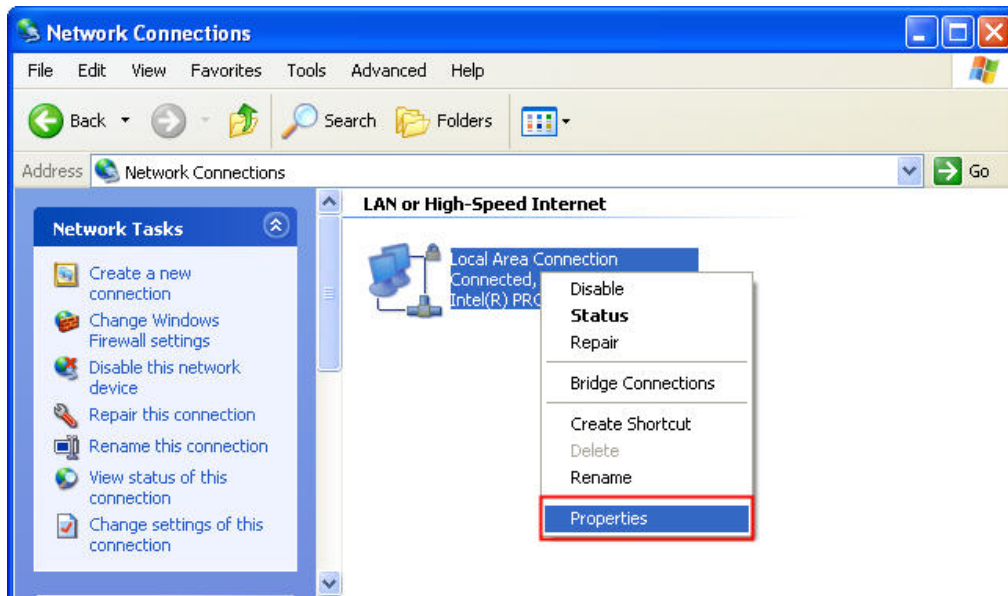 Network Connections
File Edit View Favorites Tools Advanced Help
Back Search Folders
Address Network Connections Go
LAN or High-Speed Internet
Network Tasks
Create a new
connection
Change Windows
Firewall settings
Disable this network
device
Repair this connection
Rename this connection
View status of this
connection
Change settings of this
connection
Local Area Connection
Connected,
Intel(R) PRO
Disable
Status
Repair
Bridge Connections
Create Shortcut
Delete
Rename
Properties